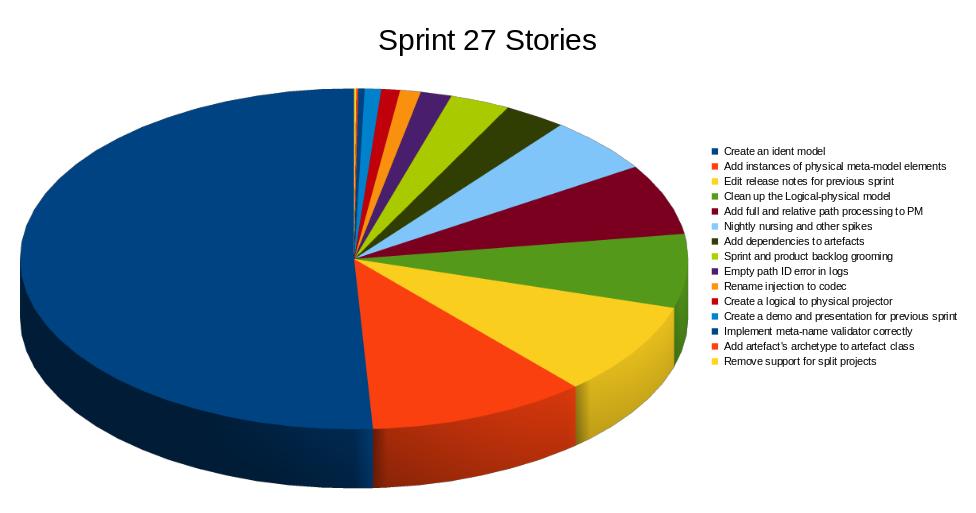 Sprint 27 Stories
Create an ident model
Add instances of physical meta-model elements
Edit release notes for previous sprint
Clean up the Logical-physical model
Add full and relative path processing to PM
Nightly nursing and other spikes
Add dependencies to artefacts
Sprint and product backlog grooming
Empty path ID error in logs
Rename injection to codec
Create a logical to physical projector
Create a demo and presentation for previous sprint
Implement meta-name validator correctly
Add artefact's archetype to artefact class
Remove support for split projects